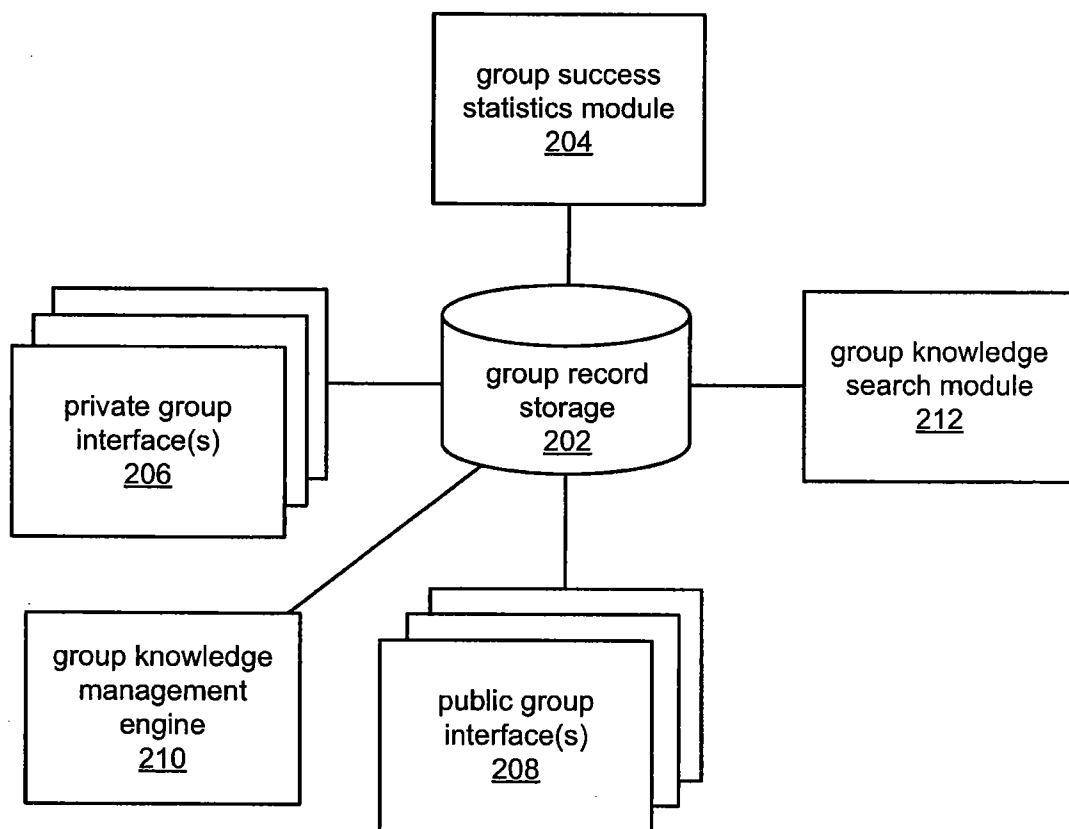 group success
statistics module
204
group record
storage
202
group knowledge
search module
212
private group
interface(s)
206
group knowledge
management
engine
210
public group
interface(s)
208